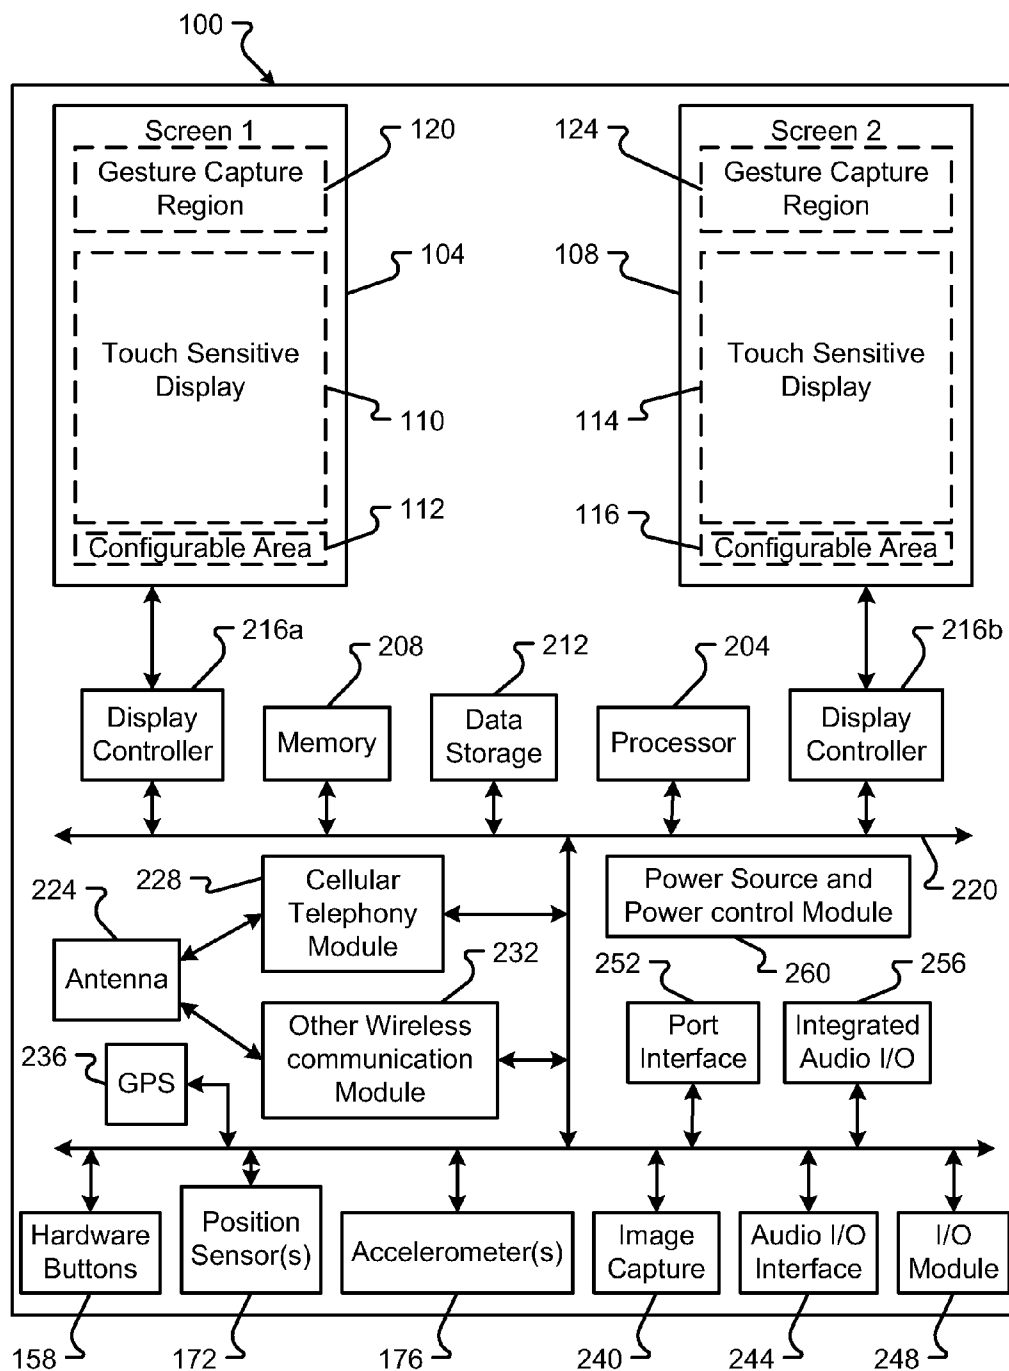 100
Screen 1
120
124
Screen 2
Gesture Capture
Region
Gesture Capture
Region
104
108
Touch Sensitive
Display
Touch Sensitive
Display
110
114
112
116
Configurable Area
Configurable Area
216a
208
212
204
216b
Display
Controller
Memory
Data
Storage
Processor
Display
Controller
228
Cellular
Telephony
Module
Power Source and
Power control Module
220
224
Antenna
232
252
260
256
Other Wireless
communication
Module
Port
Interface
Integrated
Audio I/O
236
GPS
Hardware
Buttons
Position
Sensor(s)
Accelerometer(s)
Image
Capture
Audio I/O
Interface
I/O
Module
158
172
176
240
244
248